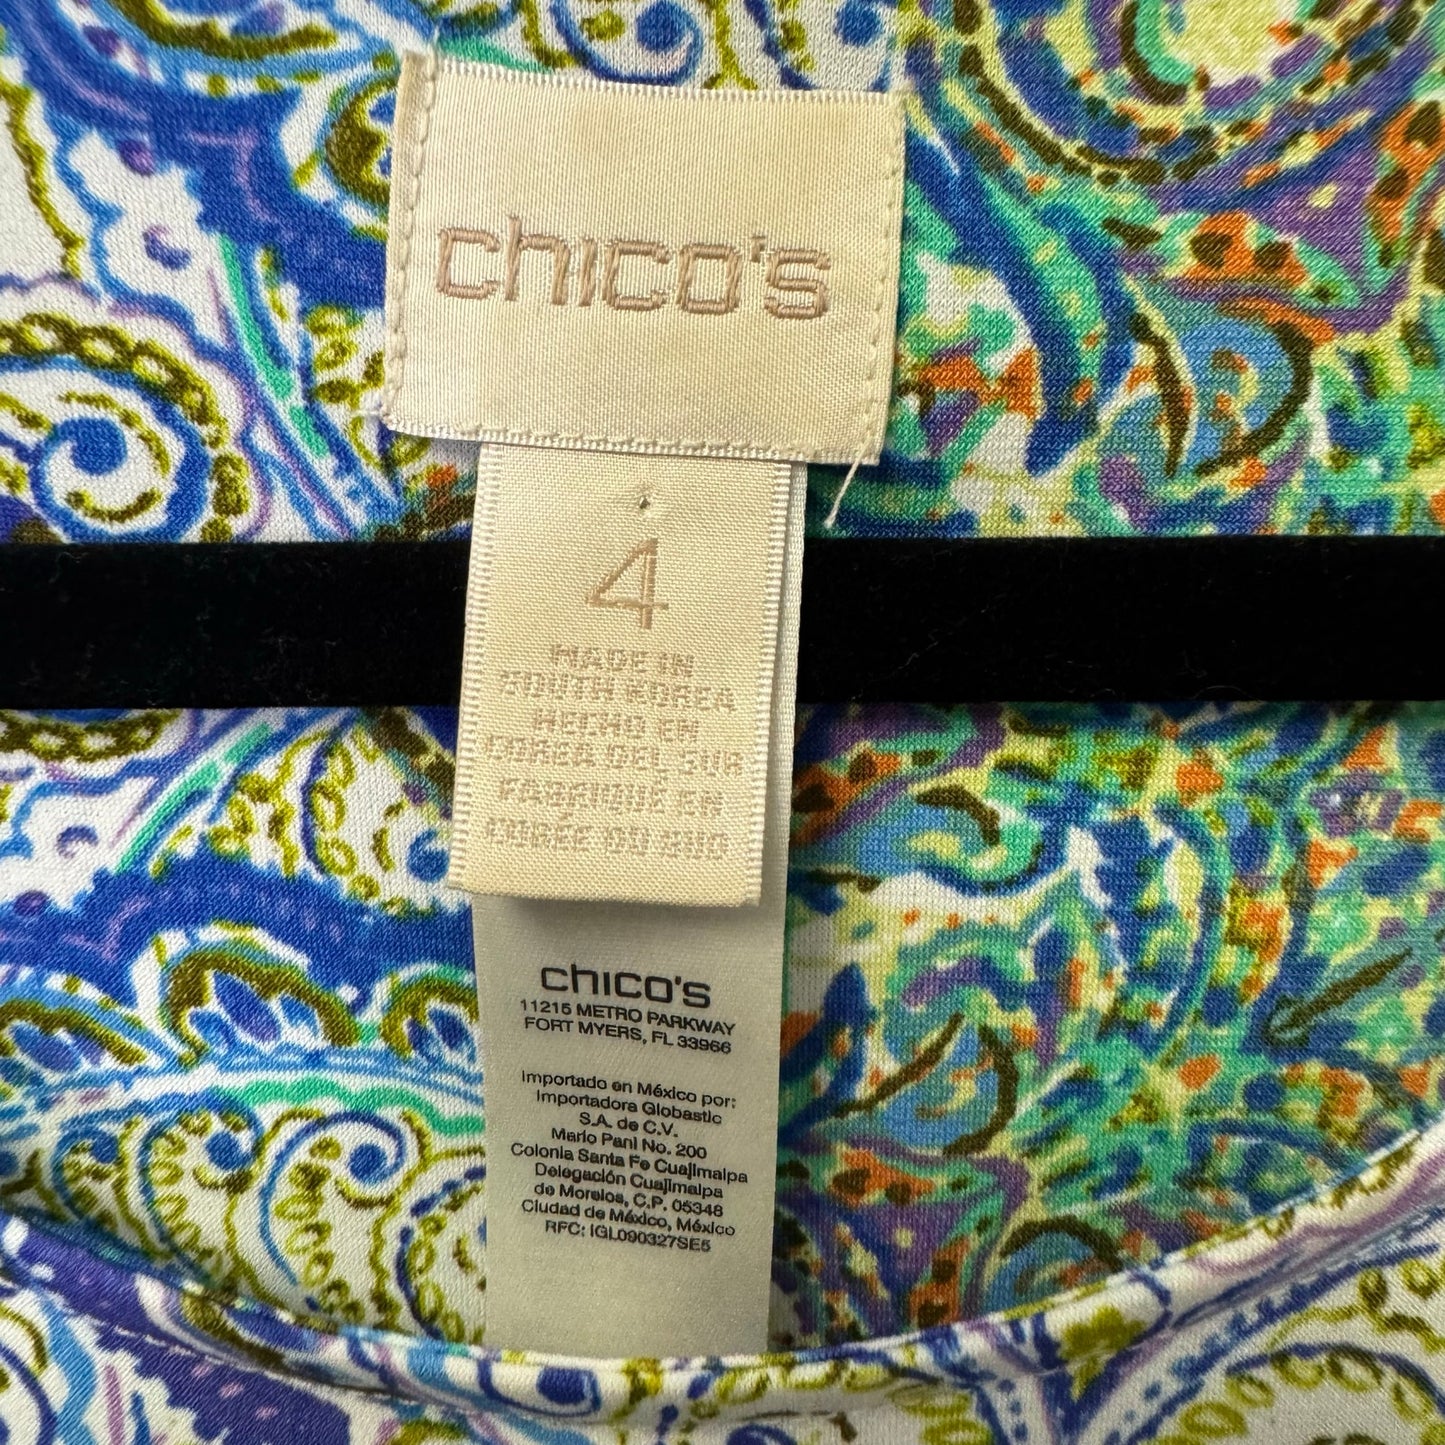 chico's
4
MADE IN
SOUTH KOREA
HECHO EN
COREA DEL SUR
FABRIQUÉ EN
CORÉE DU SUD
chico's
11215 METRO PARKWAY
FORT MYERS, FL 33966
Importado en México por:
Importadora Globastic
S.A. de C.V.
Mario Pani No. 200
Colonia Santa Fe Cuajimalpa
Delegación Cuajimalpa
de Morelos, C.P. 05348
Ciudad de México, México
RFC: IGL090327SE5